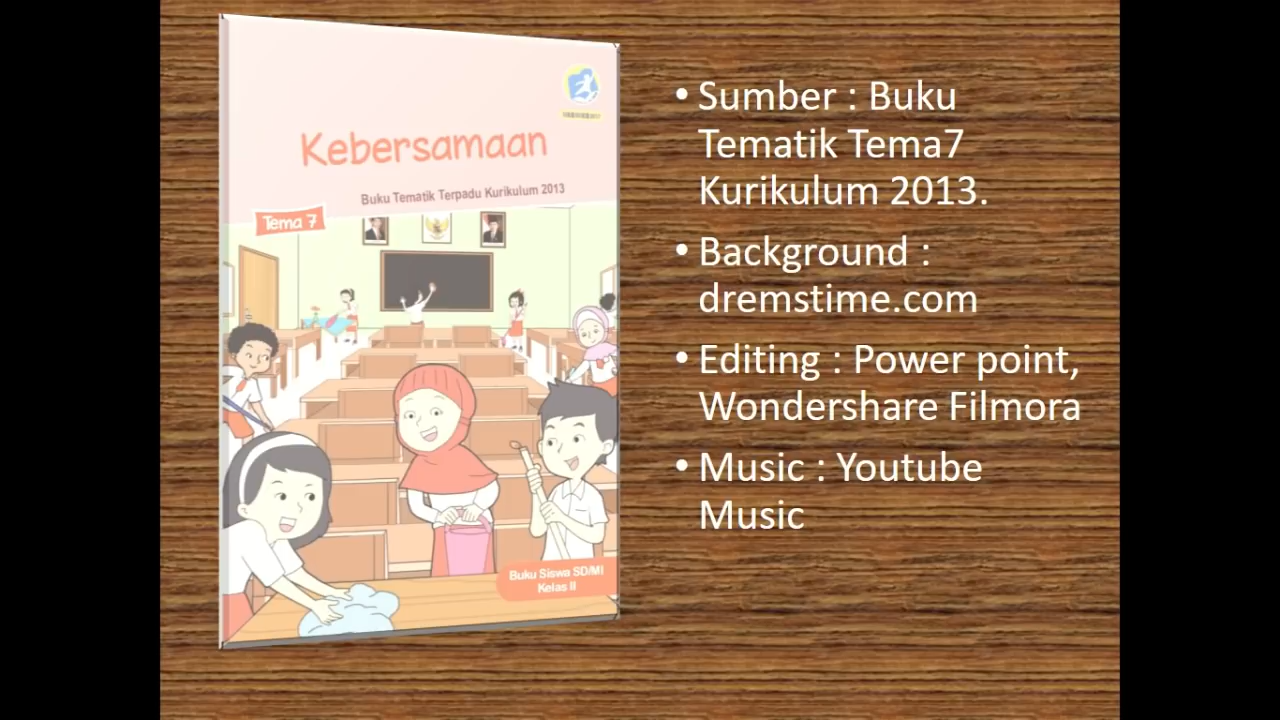 Kebersamaan
Buku Tematik Terpadu Kurikulum 2013
Tema 7
Buku Siswa SD/MI
Kelas II
• Sumber : Buku
Tematik Tema7
Kurikulum 2013.
• Background :
dremstime.com
• Editing : Power point,
Wondershare Filmora
• Music : Youtube
Music